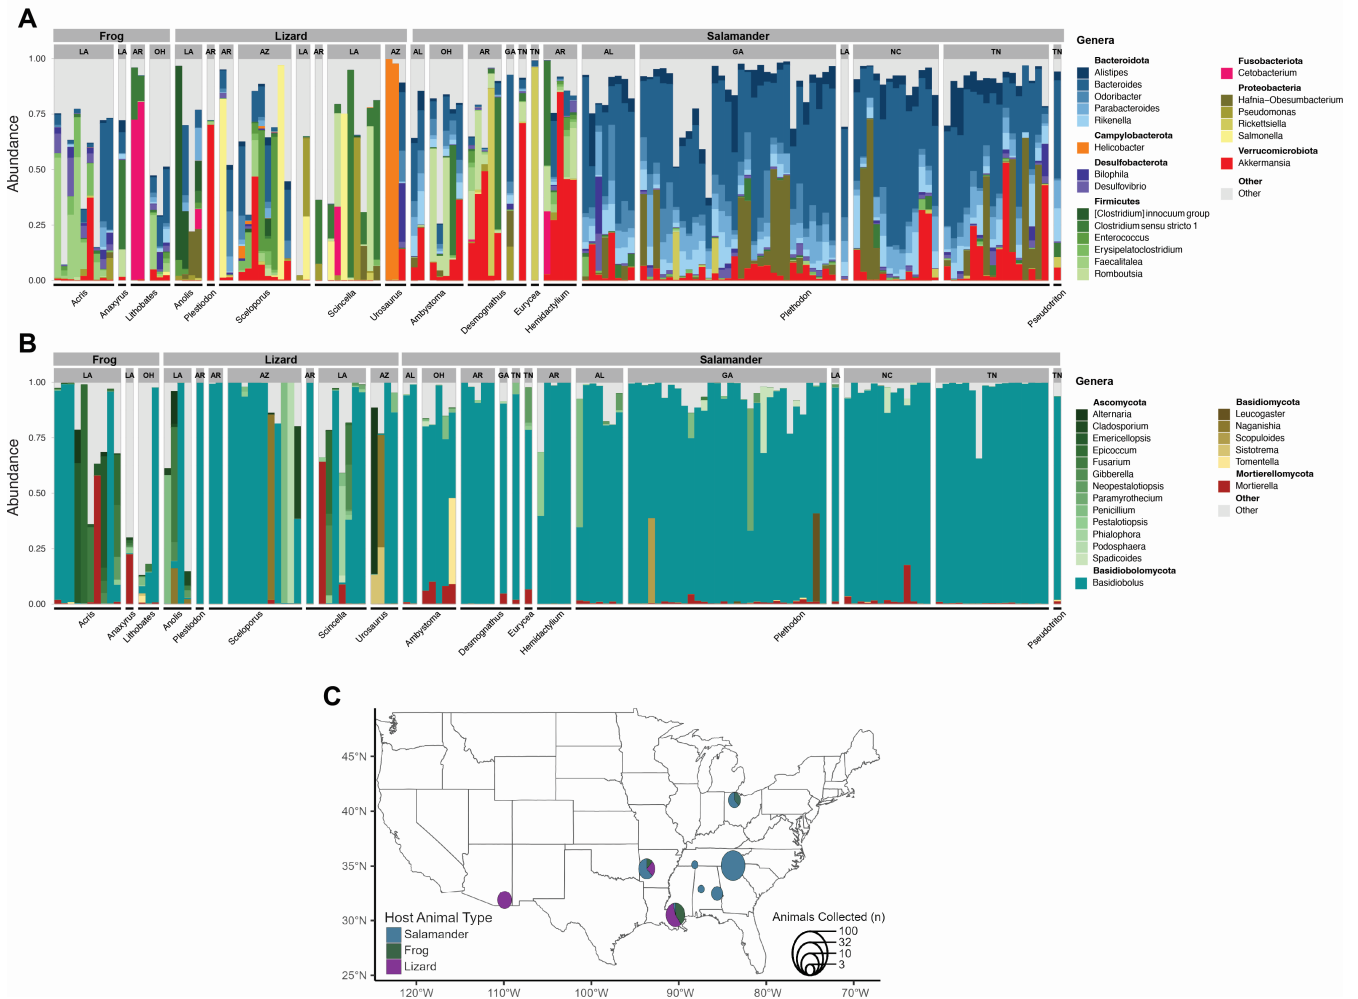 A
Frog Lizard Salamander
LA LA AR OH LA AR AR AZ LA AR LA AZ AL OH AR GA TN TN AR AL GA LA NC TN TN
Abundance
1.00
0.75
0.50
0.25
0.00
Acris Anaxyrus Lithobates Anolis Plestiodon Sceloporus Scincella Urosaurus Ambystoma Desmognathus Eurycea Hemidactylium Plethodon Pseudotriton
Genera
Bacteroidota
Alistipes
Bacteroides
Odoribacter
Parabacteroides
Rikenella
Campylobacterota
Helicobacter
Desulfobacterota
Bilophila
Desulfovibrio
Firmicutes
[Clostridium] innocuum group
Clostridium sensu stricto 1
Enterococcus
Erysipelatoclostridium
Faecalitalea
Romboutsia
Fusobacteriota
Cetobacterium
Proteobacteria
Hafnia−Obesumbacterium
Pseudomonas
Rickettsiella
Salmonella
Verrucomicrobiota
Akkermansia
Other
Other
B
Frog Lizard Salamander
LA LA OH LA AR AR AZ AR LA AZ AL OH AR GA TN TN AR AL GA LA NC TN TN
Abundance
1.00
0.75
0.50
0.25
0.00
Acris Anaxyrus Lithobates Anolis Plestiodon Sceloporus Scincella Urosaurus Ambystoma Desmognathus Eurycea Hemidactylium Plethodon Pseudotriton
Genera
Ascomycota
Alternaria
Cladosporium
Emericellopsis
Epicoccum
Fusarium
Gibberella
Neopestalotiopsis
Paramyrothecium
Penicillium
Pestalotiopsis
Phialophora
Podosphaera
Spadicoides
Basidiobolomycota
Basidiobolus
Basidiomycota
Leucogaster
Naganishia
Scopuloides
Sistotrema
Tomentella
Mortierellomycota
Mortierella
Other
Other
C
45°N
40°N
35°N
30°N
25°N
120°W 110°W 100°W 90°W 80°W 70°W
Host Animal Type
Salamander
Frog
Lizard
Animals Collected (n)
100
32
10
3